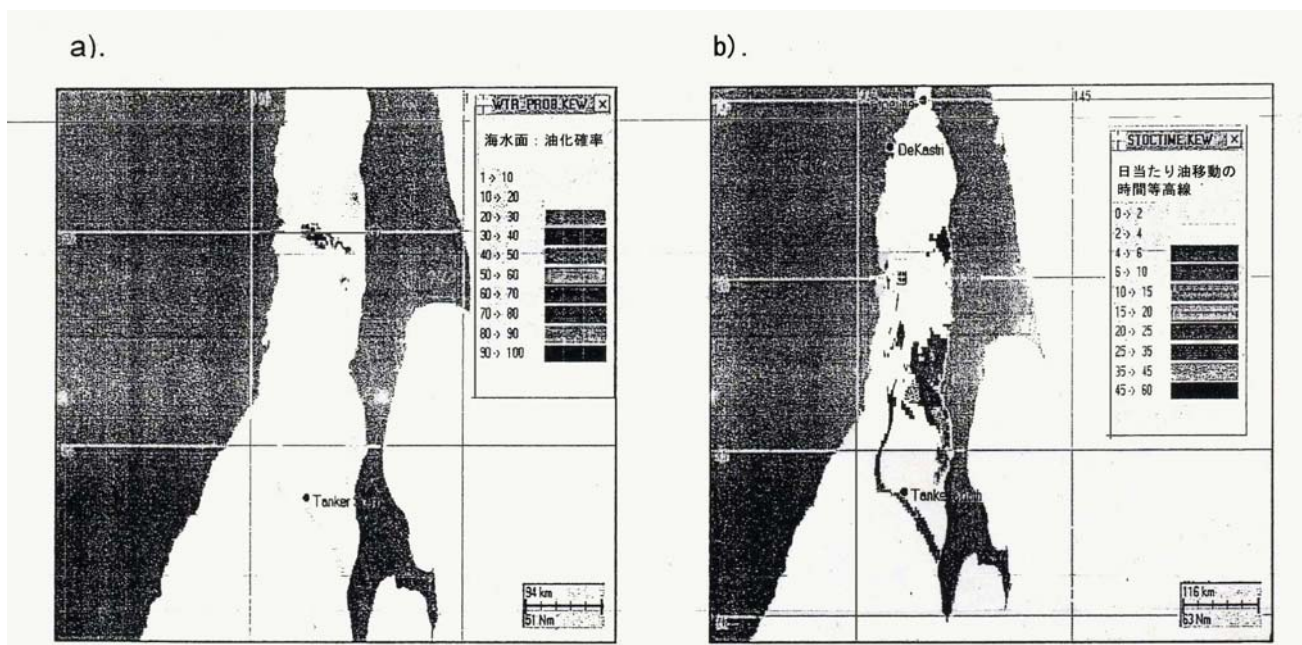 a).
WTR-PROB.KEW
海水面：油化確率
1 -> 10
10 -> 20
20 -> 30
30 -> 40
40 -> 50
50 -> 60
60 -> 70
70 -> 80
80 -> 90
90 -> 100
Tanker
94 km
51 Nm
b).
DeKastri
145
STOCTIME.KEW
日当たり油移動の
時間等高線
0 -> 2
2 -> 4
4 -> 6
6 -> 10
10 -> 15
15 -> 20
20 -> 25
25 -> 35
35 -> 45
45 -> 60
116 km
63 Nm